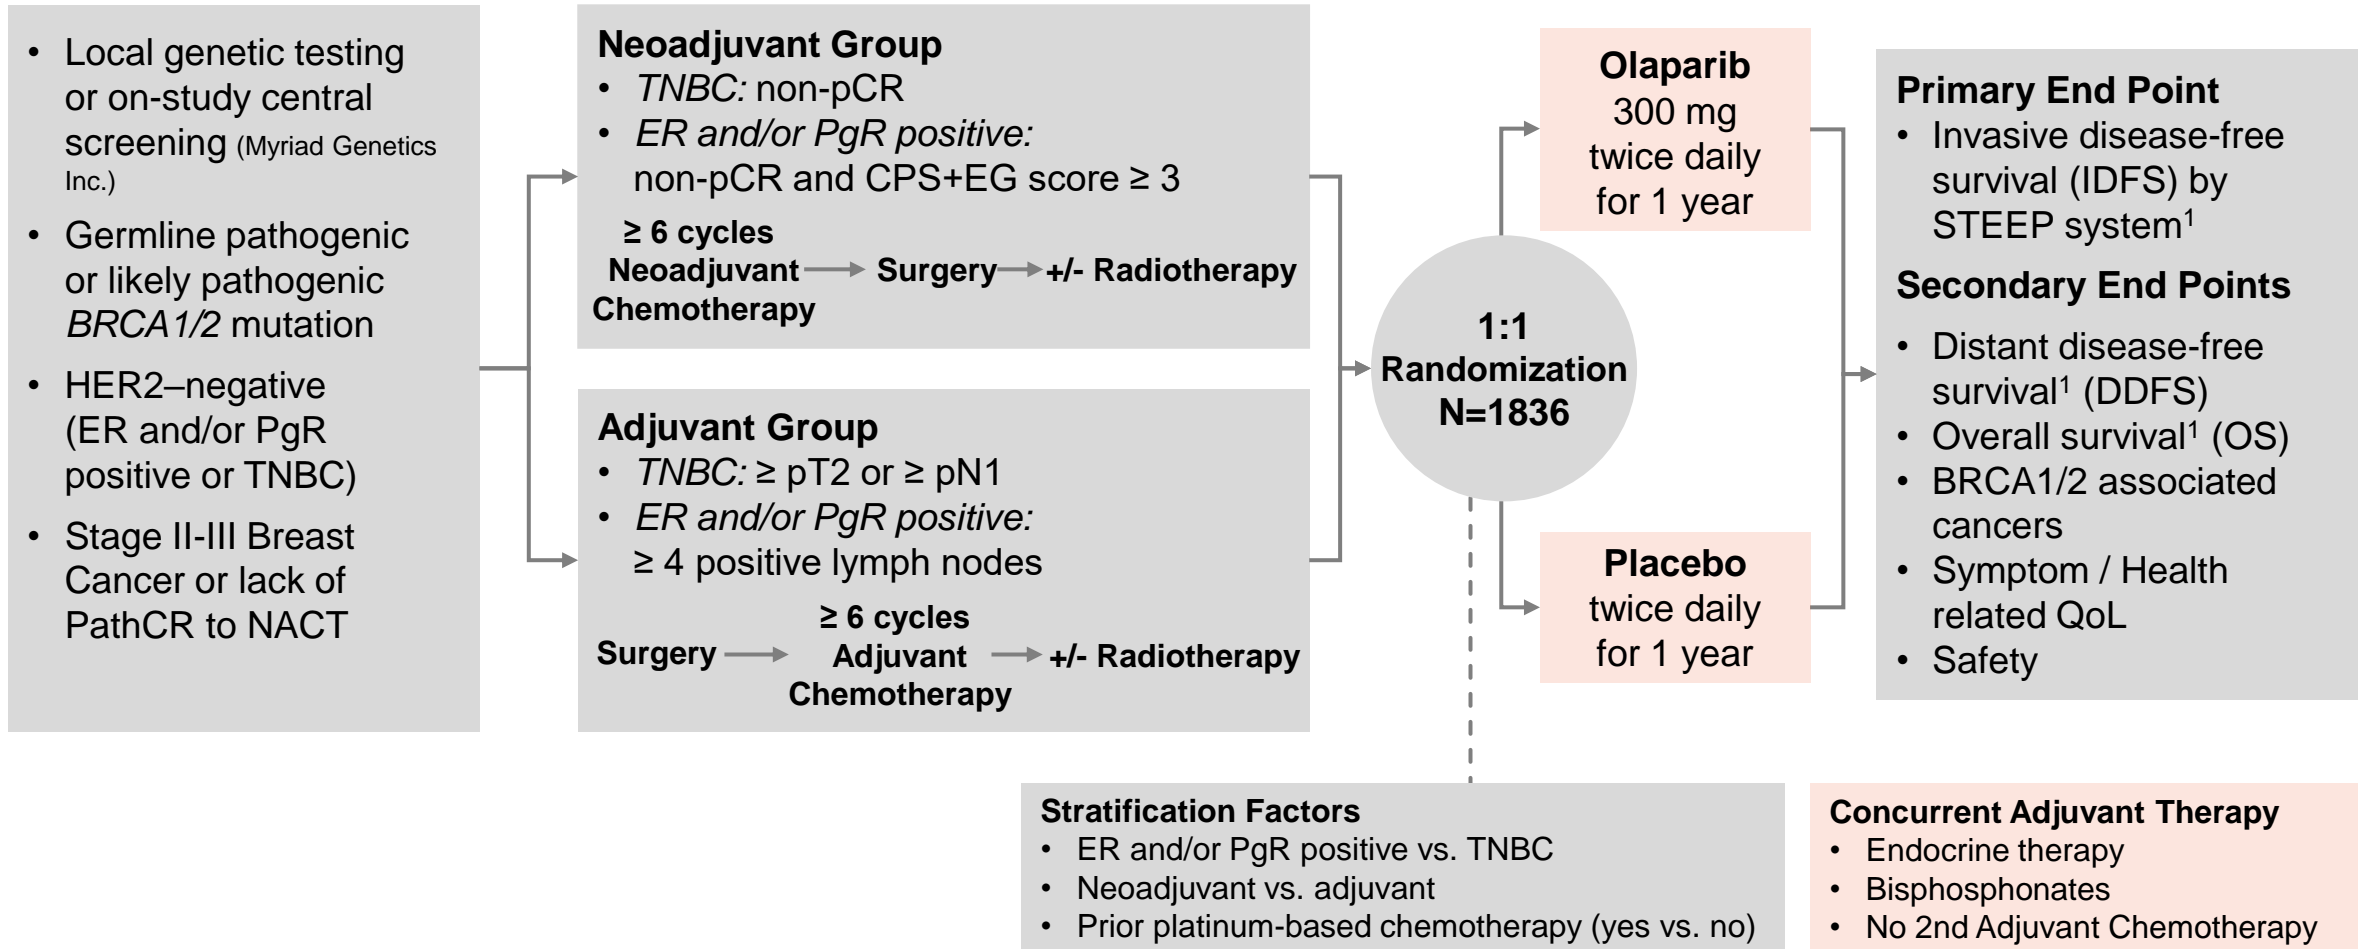 • Local genetic testing
or on-study central
screening (Myriad Genetics
Inc.)
• Germline pathogenic
or likely pathogenic
BRCA1/2 mutation
• HER2–negative
(ER and/or PgR
positive or TNBC)
• Stage II-III Breast
Cancer or lack of
PathCR to NACT
Neoadjuvant Group
• TNBC: non-pCR
• ER and/or PgR positive:
non-pCR and CPS+EG score ≥ 3
≥ 6 cycles
Neoadjuvant
Chemotherapy
Surgery
+/- Radiotherapy
Adjuvant Group
• TNBC: ≥ pT2 or ≥ pN1
• ER and/or PgR positive:
≥ 4 positive lymph nodes
Surgery
≥ 6 cycles
Adjuvant
Chemotherapy
+/- Radiotherapy
1:1
Randomization
N=1836
Olaparib
300 mg
twice daily
for 1 year
Placebo
twice daily
for 1 year
Primary End Point
• Invasive disease-free
survival (IDFS) by
STEEP system¹
Secondary End Points
• Distant disease-free
survival¹ (DDFS)
• Overall survival¹ (OS)
• BRCA1/2 associated
cancers
• Symptom / Health
related QoL
• Safety
Stratification Factors
• ER and/or PgR positive vs. TNBC
• Neoadjuvant vs. adjuvant
• Prior platinum-based chemotherapy (yes vs. no)
Concurrent Adjuvant Therapy
• Endocrine therapy
• Bisphosphonates
• No 2nd Adjuvant Chemotherapy